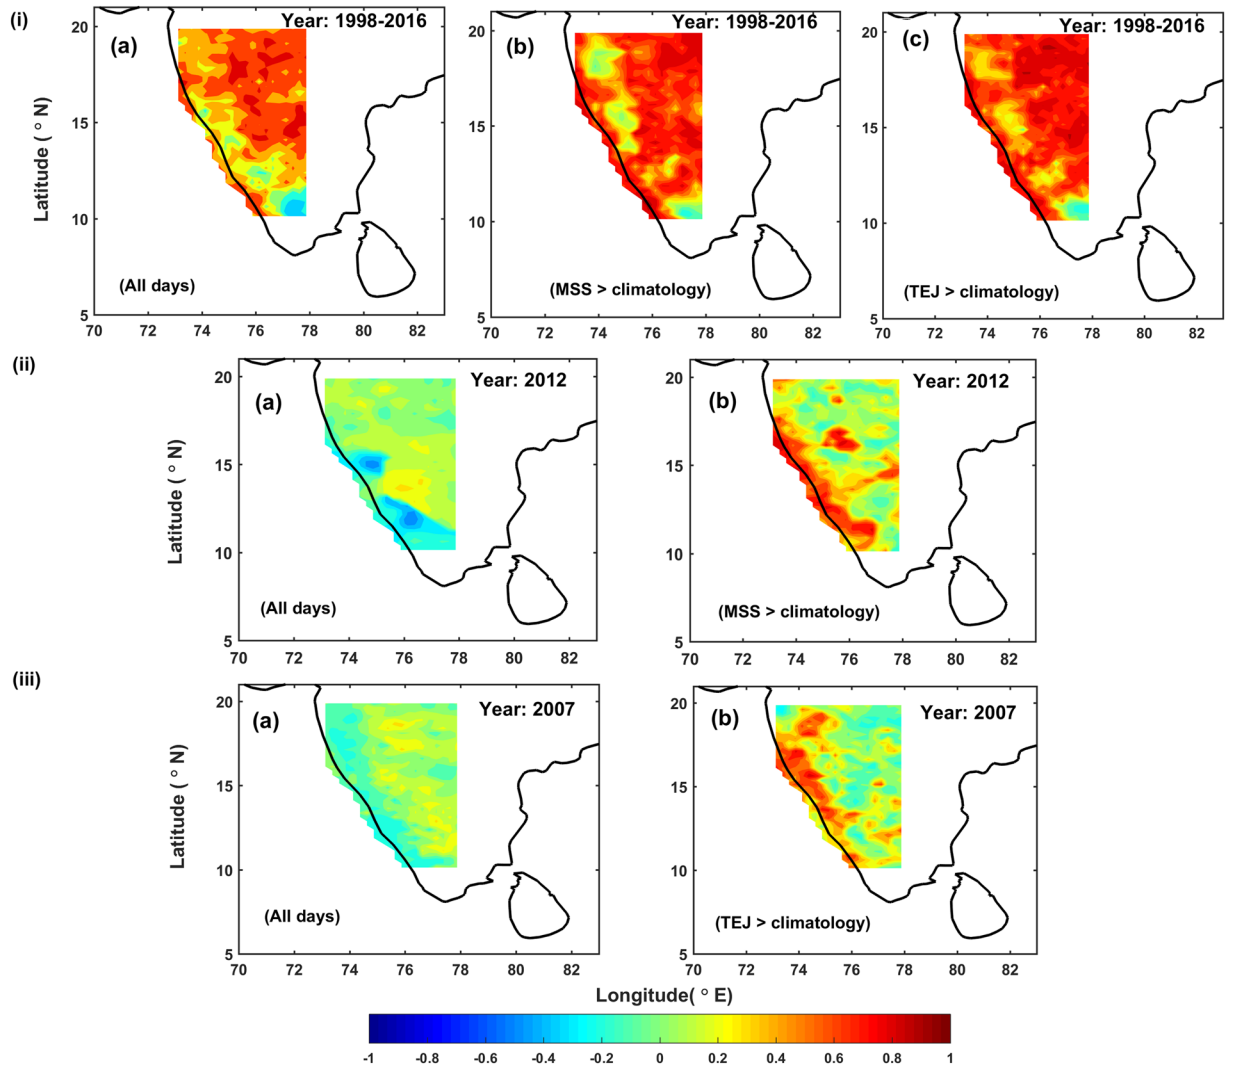 (i)
Year: 1998-2016
(a)
(All days)
20
15
10
5
70 72 74 76 78 80 82
Latitude ( ° N)
Year: 1998-2016
(b)
(MSS > climatology)
20
15
10
5
70 72 74 76 78 80 82
Year: 1998-2016
(c)
(TEJ > climatology)
20
15
10
5
70 72 74 76 78 80 82
(ii)
Year: 2012
(a)
(All days)
20
15
10
5
70 72 74 76 78 80 82
Latitude ( ° N)
Year: 2012
(b)
(MSS > climatology)
20
15
10
5
70 72 74 76 78 80 82
(iii)
Year: 2007
(a)
(All days)
20
15
10
5
70 72 74 76 78 80 82
Latitude ( ° N)
Year: 2007
(b)
(TEJ > climatology)
20
15
10
5
70 72 74 76 78 80 82
Longitude( ° E)
-1 -0.8 -0.6 -0.4 -0.2 0 0.2 0.4 0.6 0.8 1